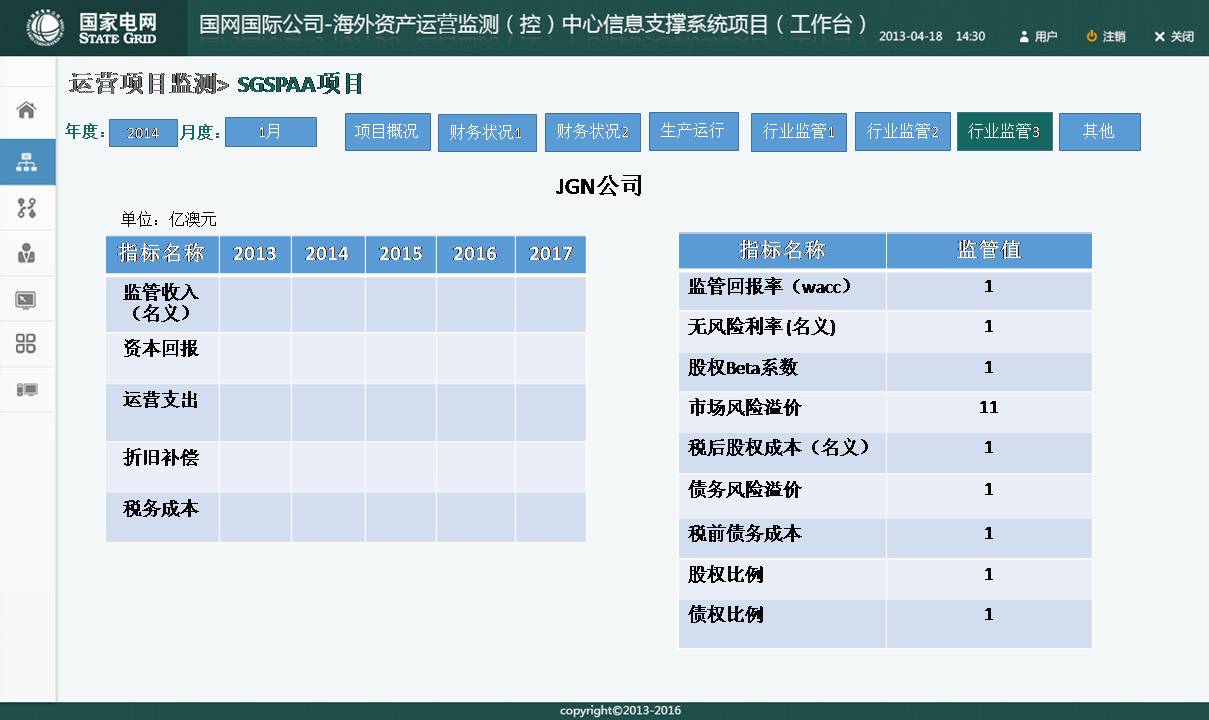 国家电网
STATE GRID
国网国际公司-海外资产运营监测（控）中心信息支撑系统项目（工作台）
2013-04-18 14:30 用户 注销 关闭
运营项目监测> SGSPAA项目
年度： 2014 月度： 1月 项目概况 财务状况1 财务状况2 生产运行 行业监管1 行业监管2 行业监管3 其他
JGN公司
单位：亿澳元
指标名称 2013 2014 2015 2016 2017
监管收入
（名义）
资本回报
运营支出
折旧补偿
税务成本
指标名称 监管值
监管回报率（wacc） 1
无风险利率(名义) 1
股权Beta系数 1
市场风险溢价 11
税后股权成本（名义） 1
债务风险溢价 1
税前债务成本 1
股权比例 1
债权比例 1
copyright©2013-2016